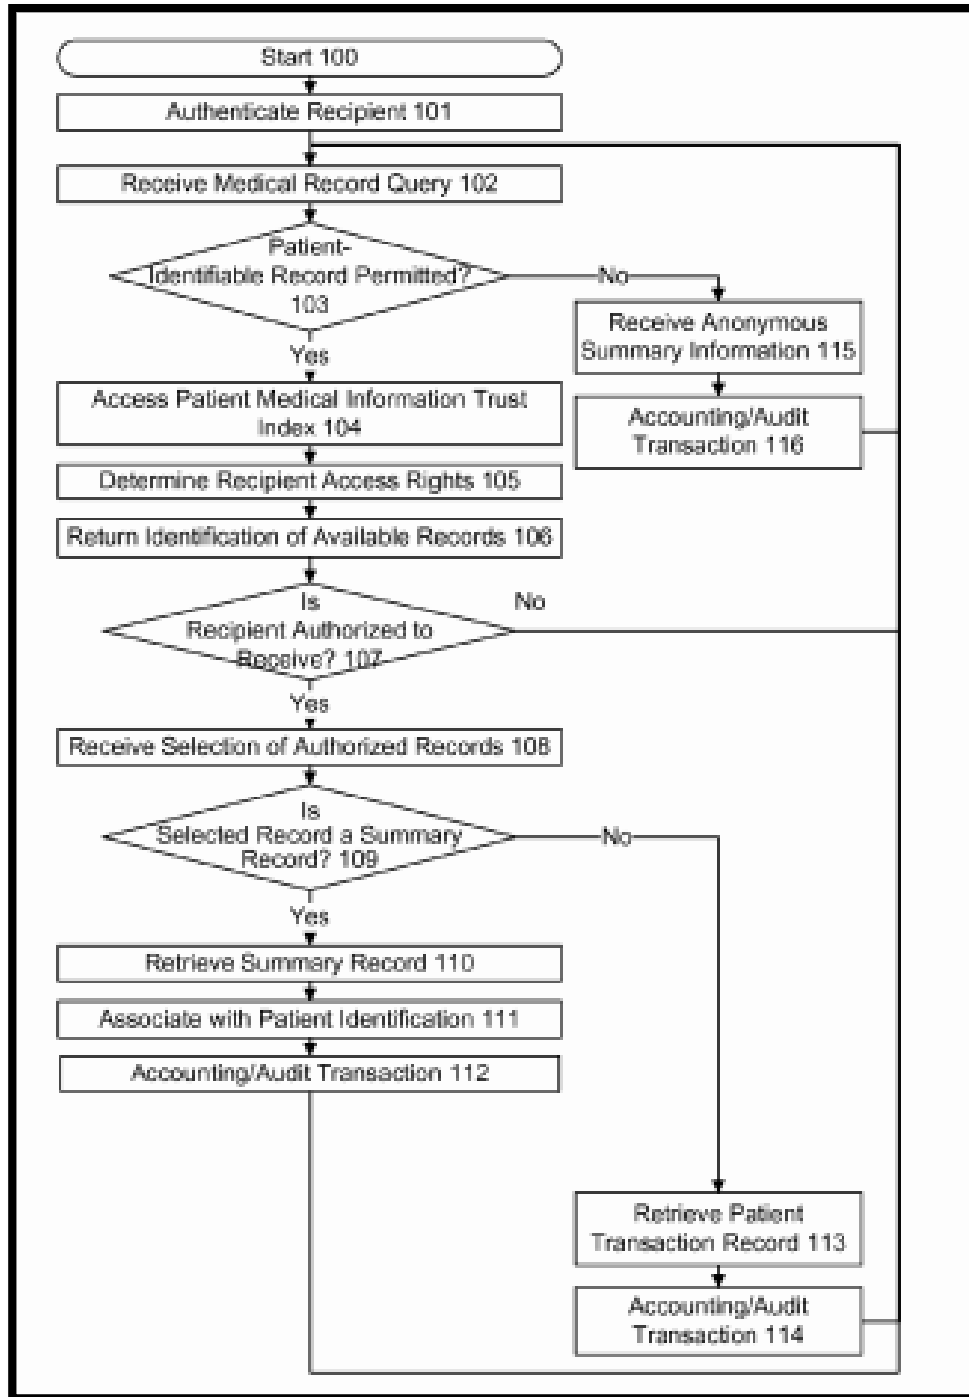 Start 100
Authenticate Recipient 101
Receive Medical Record Query 102
Patient-
Identifiable Record Permitted?
103
No
Yes
Receive Anonymous
Summary Information 115
Accounting/Audit
Transaction 116
Access Patient Medical Information Trust
Index 104
Determine Recipient Access Rights 105
Return Identification of Available Records 106
Is
Recipient Authorized to
Receive? 107
No
Yes
Receive Selection of Authorized Records 108
Is
Selected Record a Summary
Record? 109
No
Yes
Retrieve Summary Record 110
Associate with Patient Identification 111
Accounting/Audit Transaction 112
Retrieve Patient
Transaction Record 113
Accounting/Audit
Transaction 114